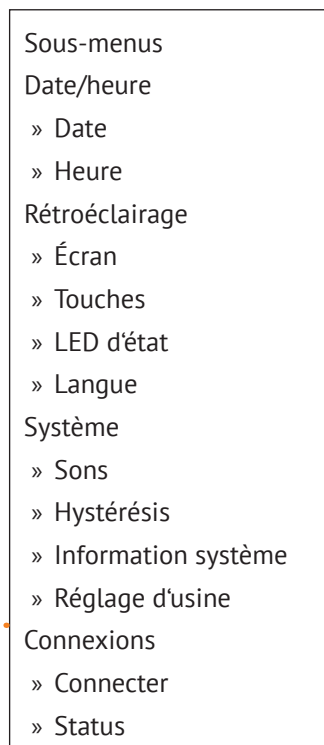 Sous-menus
Date/heure
» Date
» Heure
Rétroéclairage
» Écran
» Touches
» LED d‘état
» Langue
Système
» Sons
» Hystérésis
» Information système
» Réglage d‘usine
Connexions
» Connecter
» Status